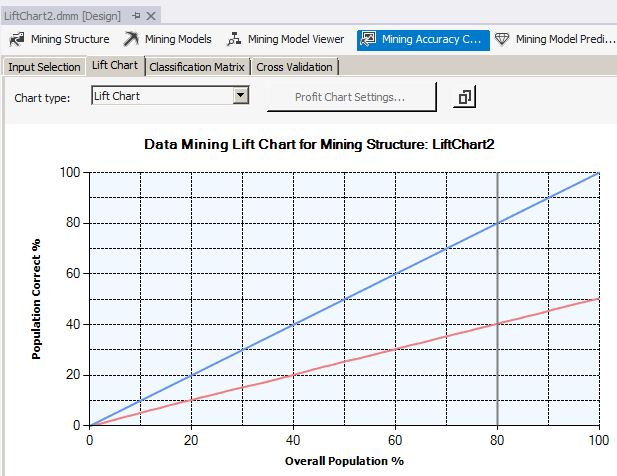 LiftChart2.dmm [Design]
Mining Structure Mining Models Mining Model Viewer Mining Accuracy C... Mining Model Predi...
Input Selection Lift Chart Classification Matrix Cross Validation
Chart type: Lift Chart Profit Chart Settings...
Data Mining Lift Chart for Mining Structure: LiftChart2
100
80
60
40
20
0
Population Correct %
0 20 40 60 80 100
Overall Population %